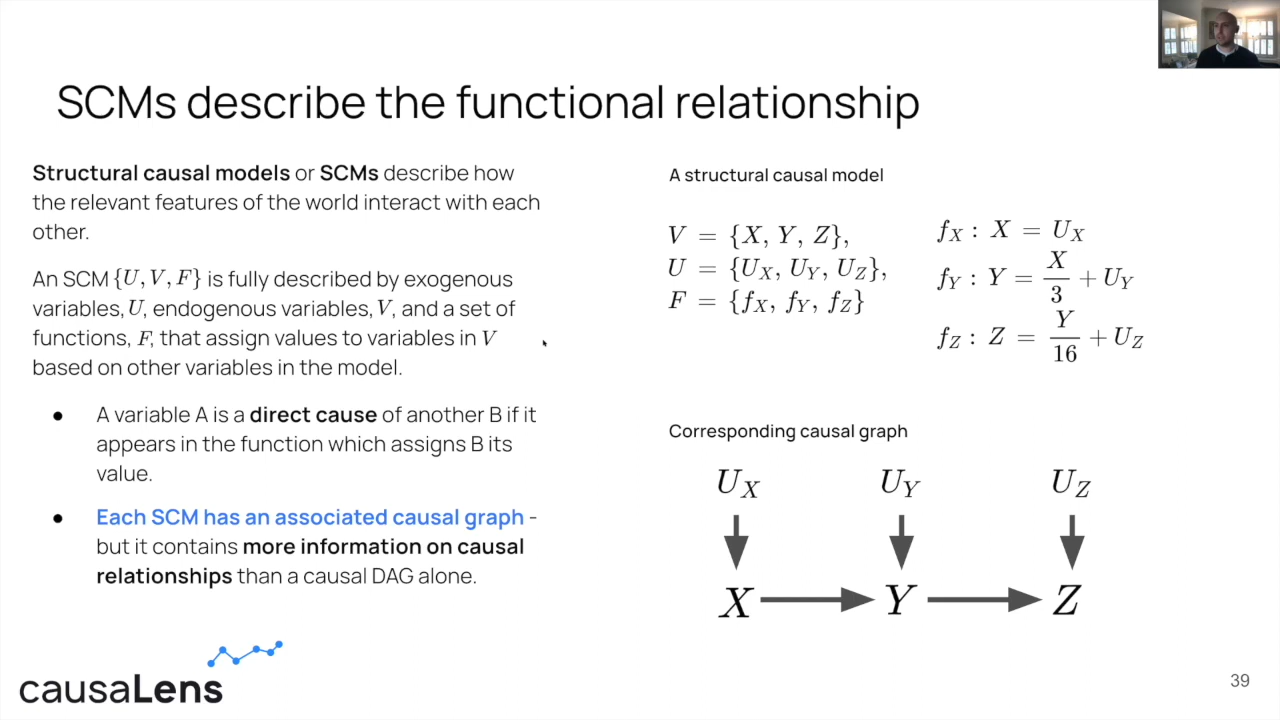 SCMs describe the functional relationship
Structural causal models or SCMs describe how
the relevant features of the world interact with each
other.
An SCM {U, V, F} is fully described by exogenous
variables, U, endogenous variables, V, and a set of
functions, F, that assign values to variables in V
based on other variables in the model.
● A variable A is a direct cause of another B if it
appears in the function which assigns B its
value.
● Each SCM has an associated causal graph -
but it contains more information on causal
relationships than a causal DAG alone.
causaLens
A structural causal model
V = {X, Y, Z},
U = {U_X, U_Y, U_Z},
F = {f_X, f_Y, f_Z}
f_X : X = U_X
f_Y : Y = X/3 + U_Y
f_Z : Z = Y/16 + U_Z
Corresponding causal graph
U_X U_Y U_Z
X Y Z
39